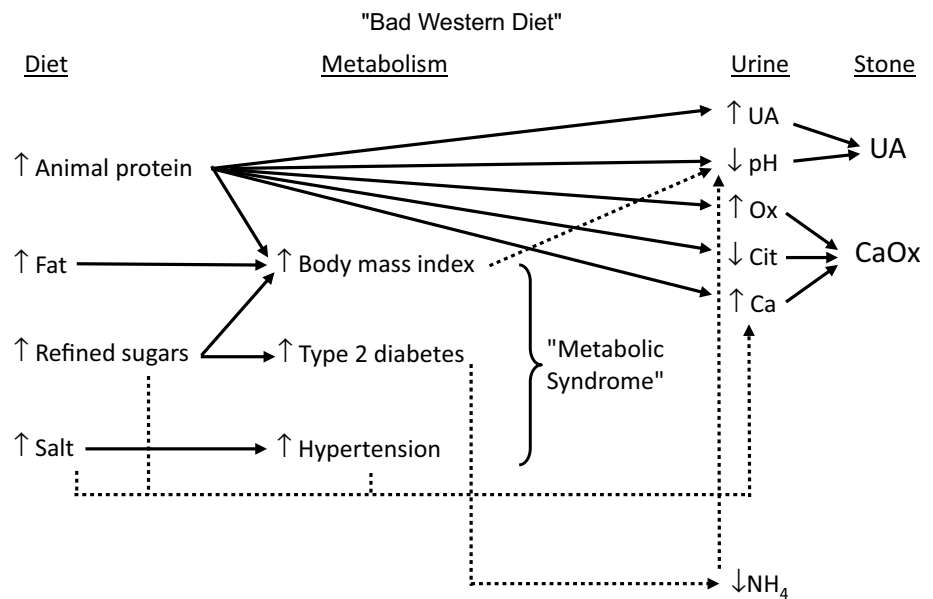 "Bad Western Diet"
Diet Metabolism Urine Stone
↑ UA
↑ Animal protein ↓ pH UA
↑ Ox
↑ Fat ↑ Body mass index ↓ Cit CaOx
↑ Ca
↑ Refined sugars ↑ Type 2 diabetes "Metabolic
Syndrome"
↑ Salt ↑ Hypertension
↓NH₄